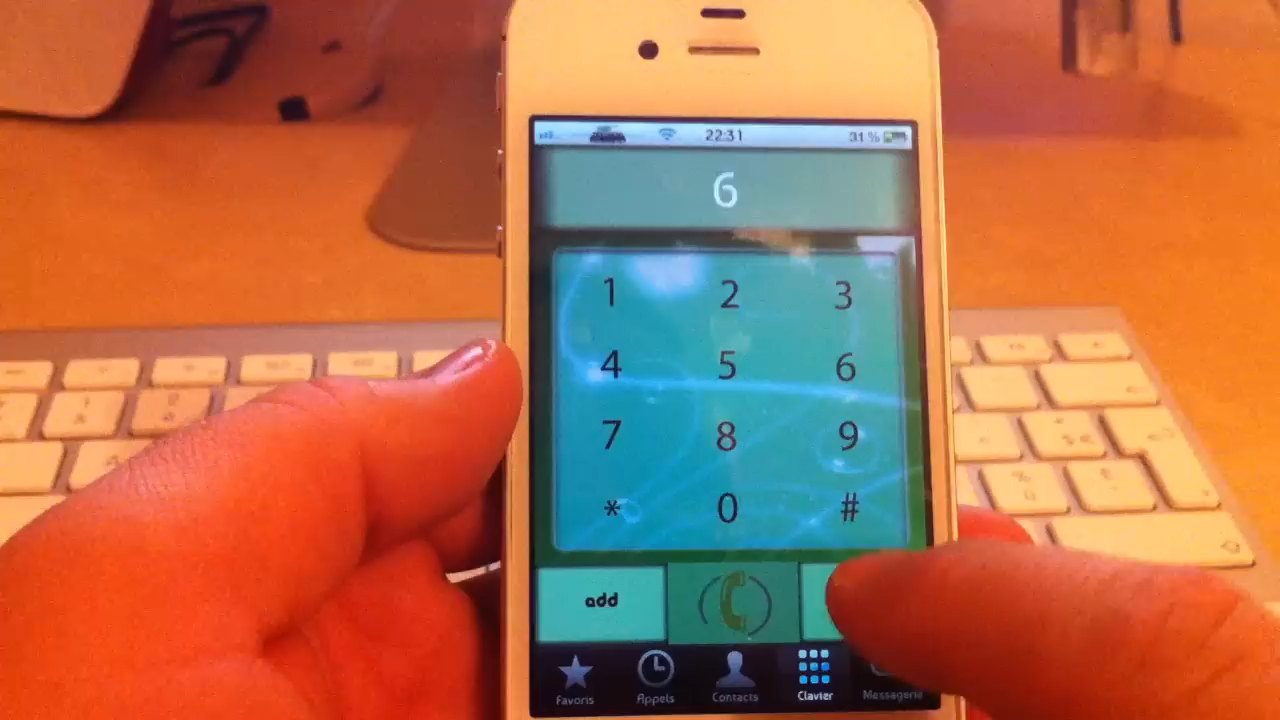 22:31 31 %
6
1 2 3
4 5 6
7 8 9
* 0 #
add
Favoris Appels Contacts Clavier Messagerie